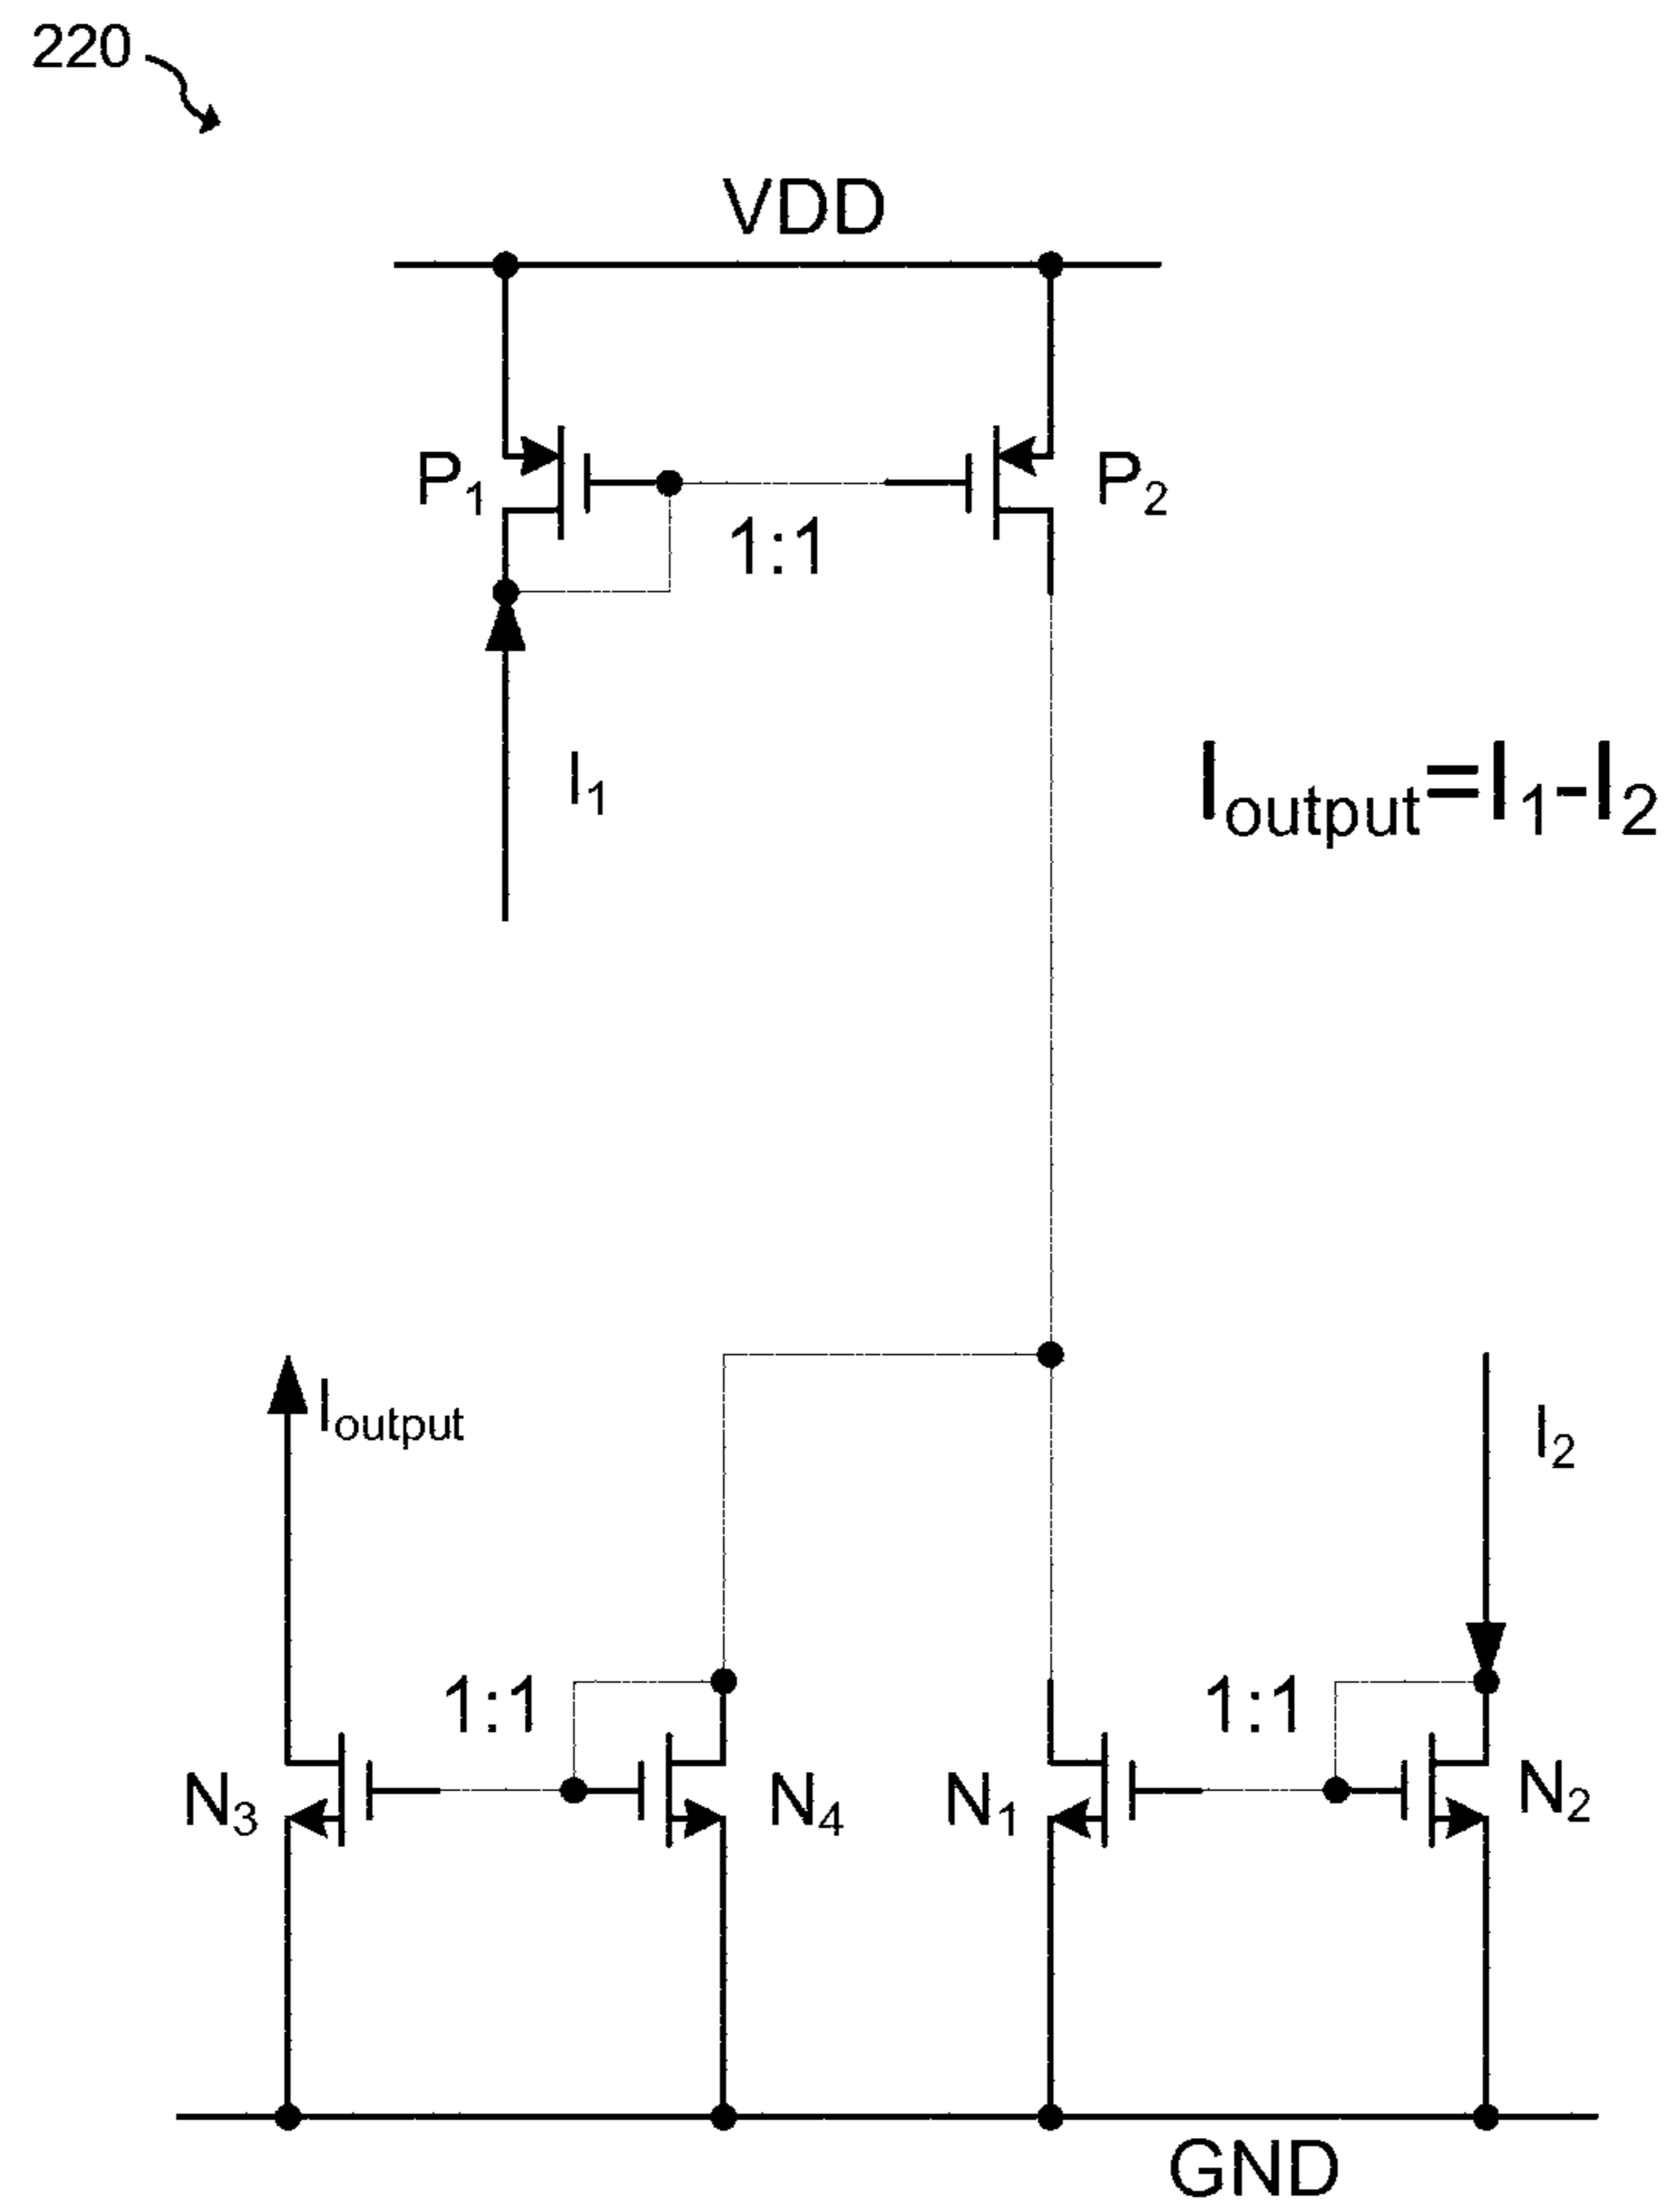 220
VDD
P1
P2
1:1
I1
Ioutput=I1-I2
Ioutput
I2
1:1
1:1
N3
N4
N1
N2
GND